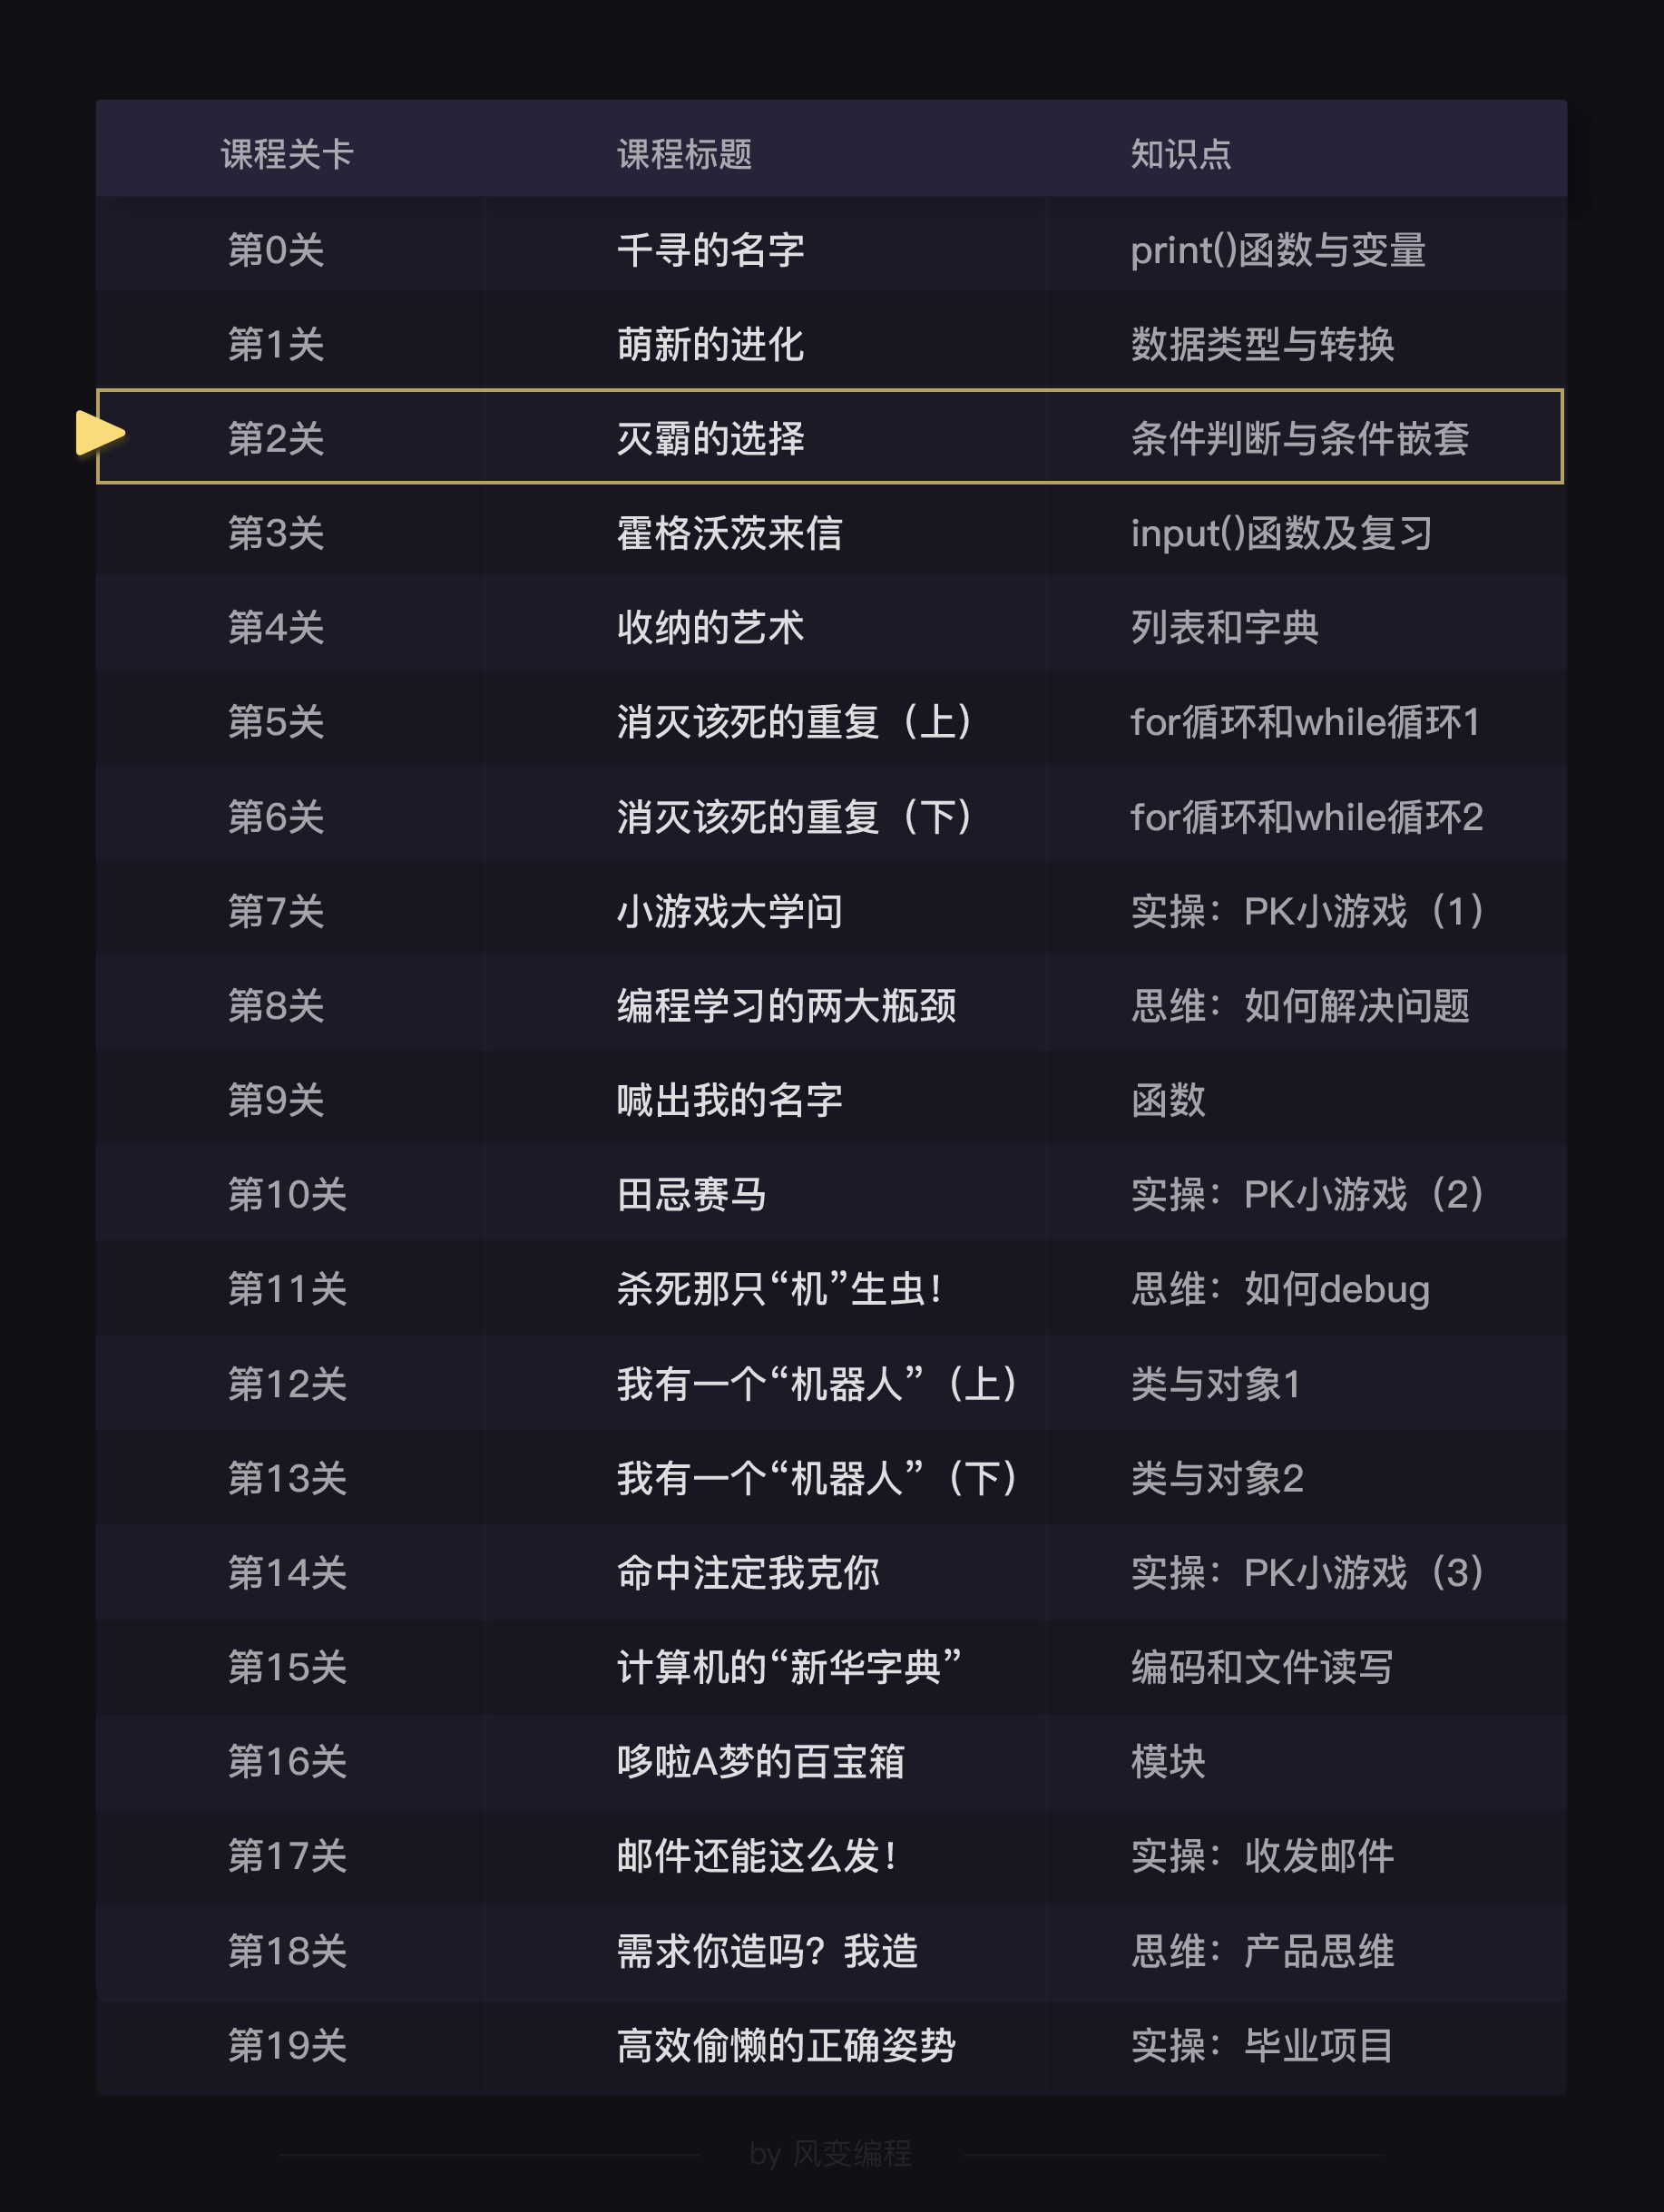 课程关卡 课程标题 知识点
第0关 千寻的名字 print()函数与变量
第1关 萌新的进化 数据类型与转换
第2关 灭霸的选择 条件判断与条件嵌套
第3关 霍格沃茨来信 input()函数及复习
第4关 收纳的艺术 列表和字典
第5关 消灭该死的重复（上） for循环和while循环1
第6关 消灭该死的重复（下） for循环和while循环2
第7关 小游戏大学问 实操：PK小游戏（1）
第8关 编程学习的两大瓶颈 思维：如何解决问题
第9关 喊出我的名字 函数
第10关 田忌赛马 实操：PK小游戏（2）
第11关 杀死那只“机”生虫！ 思维：如何debug
第12关 我有一个“机器人”（上） 类与对象1
第13关 我有一个“机器人”（下） 类与对象2
第14关 命中注定我克你 实操：PK小游戏（3）
第15关 计算机的“新华字典” 编码和文件读写
第16关 哆啦A梦的百宝箱 模块
第17关 邮件还能这么发！ 实操：收发邮件
第18关 需求你造吗？我造 思维：产品思维
第19关 高效偷懒的正确姿势 实操：毕业项目
by 风变编程